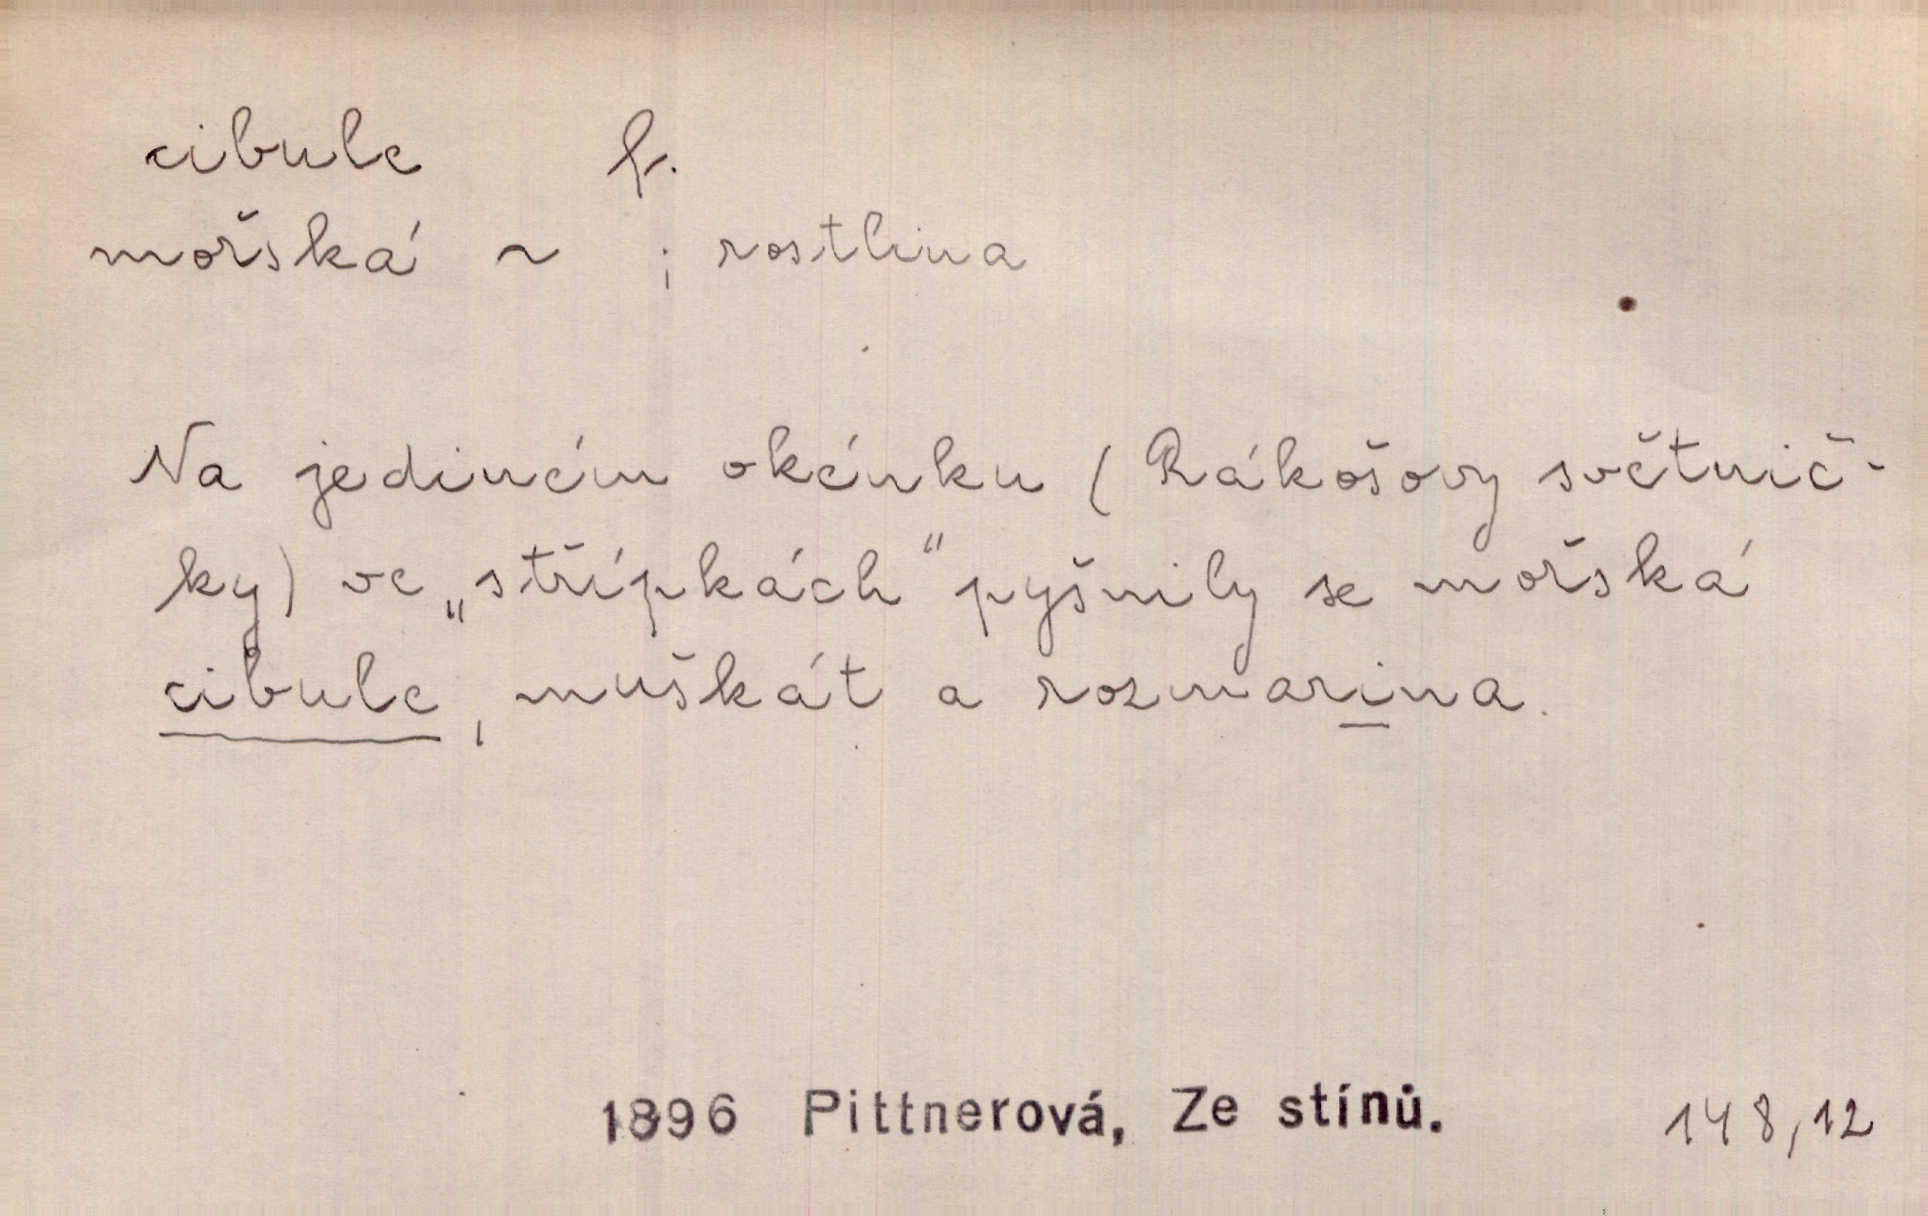 cibule f.
mořská ~ ; rostlina
Na jediném okénku (Rákošovy světnič-
ky) ve „střípkách" pyšnily se mořská
cibule, muškát a rozmarina.
1896 Pittnerová, Ze stínů. 148,12